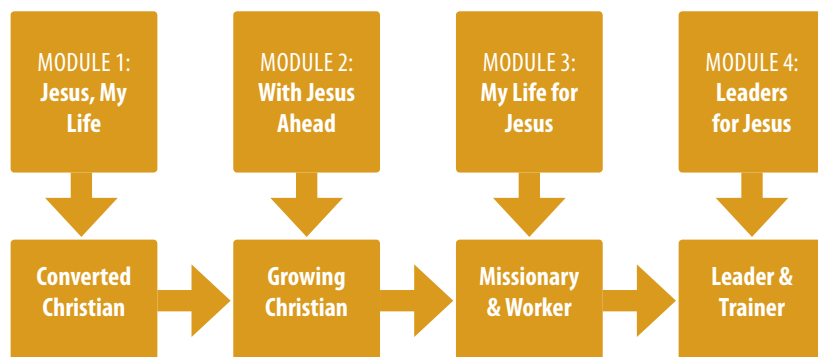 MODULE 1:
Jesus, My
Life
MODULE 2:
With Jesus
Ahead
MODULE 3:
My Life for
Jesus
MODULE 4:
Leaders
for Jesus
Converted
Christian
Growing
Christian
Missionary
& Worker
Leader &
Trainer